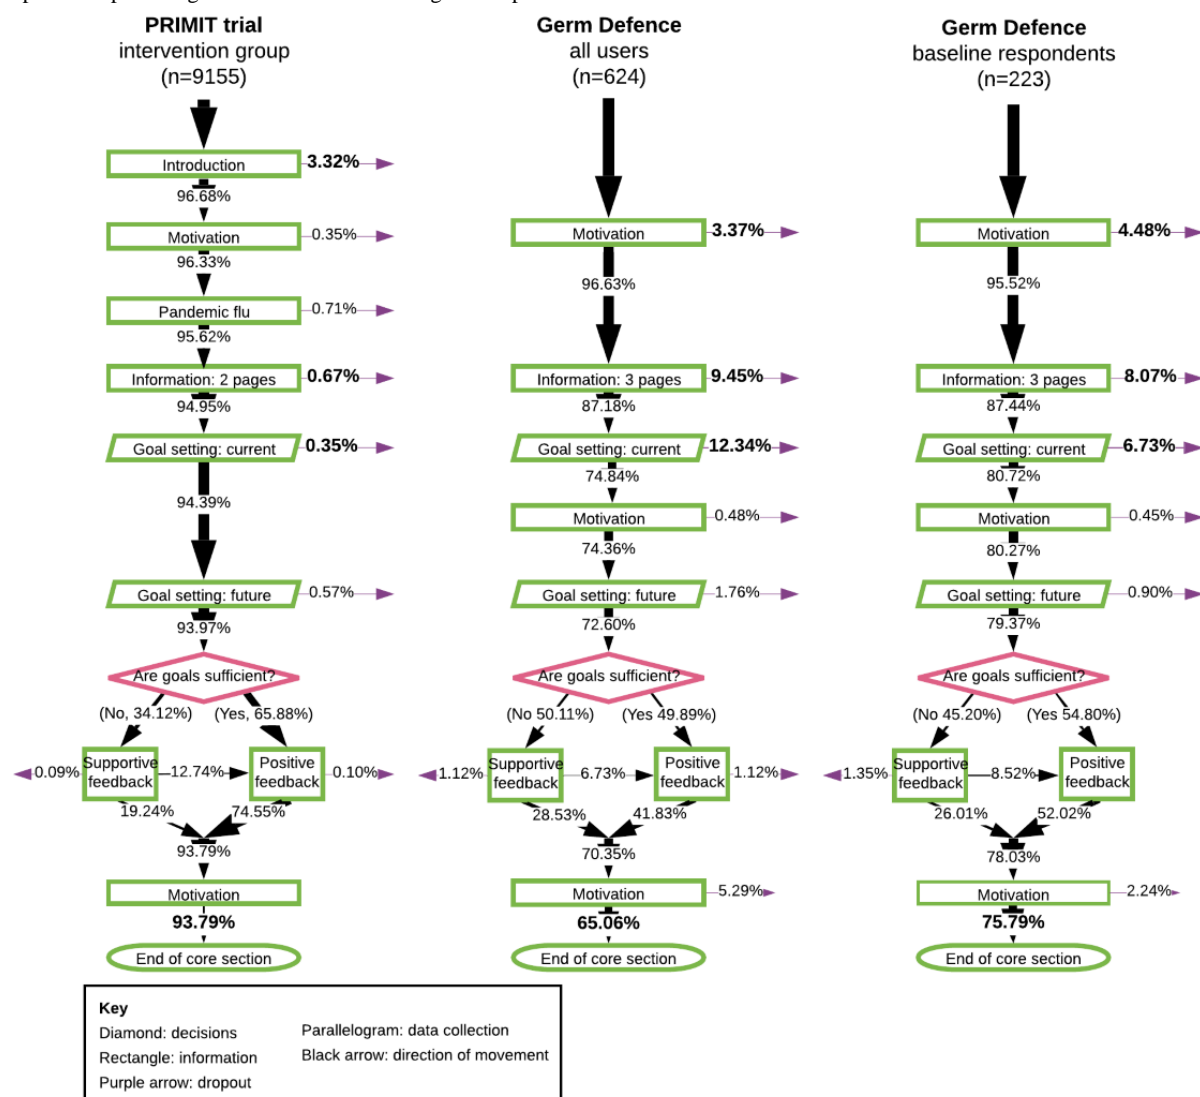 PRIMIT trial
intervention group
(n=9155)
Introduction
3.32%
96.68%
Motivation
0.35%
96.33%
Pandemic flu
0.71%
95.62%
Information: 2 pages
0.67%
94.95%
Goal setting: current
0.35%
94.39%
Goal setting: future
0.57%
93.97%
Are goals sufficient?
(No, 34.12%)
(Yes, 65.88%)
0.09%
Supportive
feedback
12.74%
Positive
feedback
0.10%
19.24%
74.55%
93.79%
Motivation
93.79%
End of core section
Germ Defence
all users
(n=624)
Motivation
3.37%
96.63%
Information: 3 pages
9.45%
87.18%
Goal setting: current
12.34%
74.84%
Motivation
0.48%
74.36%
Goal setting: future
1.76%
72.60%
Are goals sufficient?
(No 50.11%)
(Yes 49.89%)
1.12%
Supportive
feedback
6.73%
Positive
feedback
1.12%
28.53%
41.83%
70.35%
Motivation
5.29%
65.06%
End of core section
Germ Defence
baseline respondents
(n=223)
Motivation
4.48%
95.52%
Information: 3 pages
8.07%
87.44%
Goal setting: current
6.73%
80.72%
Motivation
0.45%
80.27%
Goal setting: future
0.90%
79.37%
Are goals sufficient?
(No 45.20%)
(Yes 54.80%)
1.35%
Supportive
feedback
8.52%
Positive
feedback
26.01%
52.02%
78.03%
Motivation
2.24%
75.79%
End of core section
Key
Diamond: decisions
Rectangle: information
Purple arrow: dropout
Parallelogram: data collection
Black arrow: direction of movement